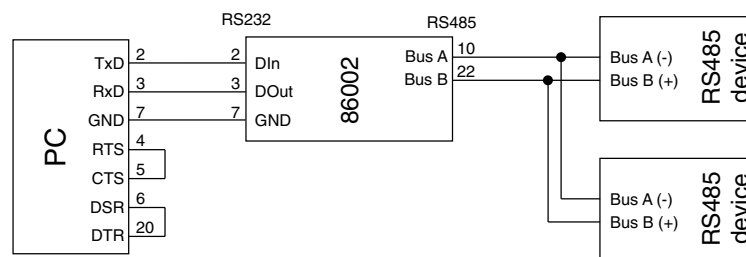 RS232
RS485
PC
TxD 2
RxD 3
GND 7
RTS 4
CTS 5
DSR 6
DTR 20
2 DIn
3 DOut
7 GND
86002
Bus A 10
Bus B 22
Bus A (-)
Bus B (+)
RS485
device
Bus A (-)
Bus B (+)
RS485
device